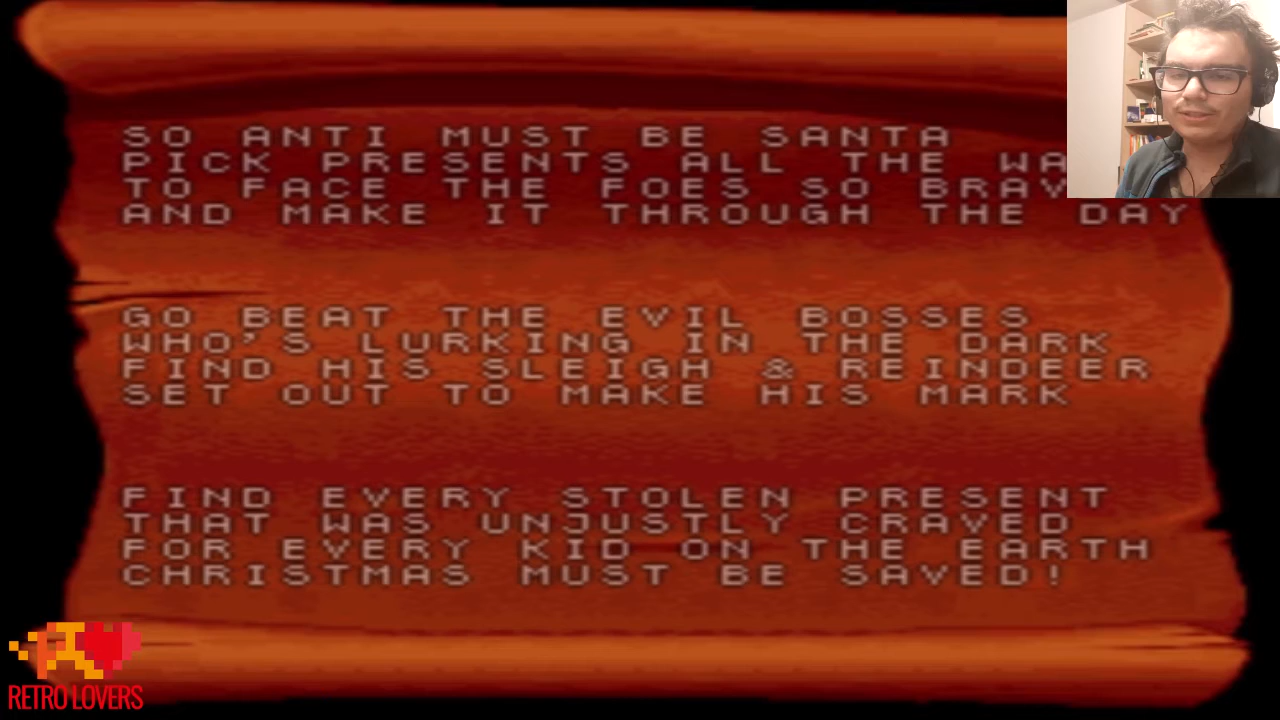 SO ANTI MUST BE SANTA
PICK PRESENTS ALL THE
TO FACE THE FOES SO
AND MAKE IT THROUGH THE DAY
GO BEAT THE EVIL BOSSES
WHO'S LURKING IN THE DARK
FIND HIS SLEIGH & REINDEER
SET OUT TO MAKE HIS MARK
FIND EVERY STOLEN PRESENT
THAT WAS UNJUSTLY CRAVED
FOR EVERY KID ON THE EARTH
CHRISTMAS MUST BE SAVED!
RETRO LOVERS